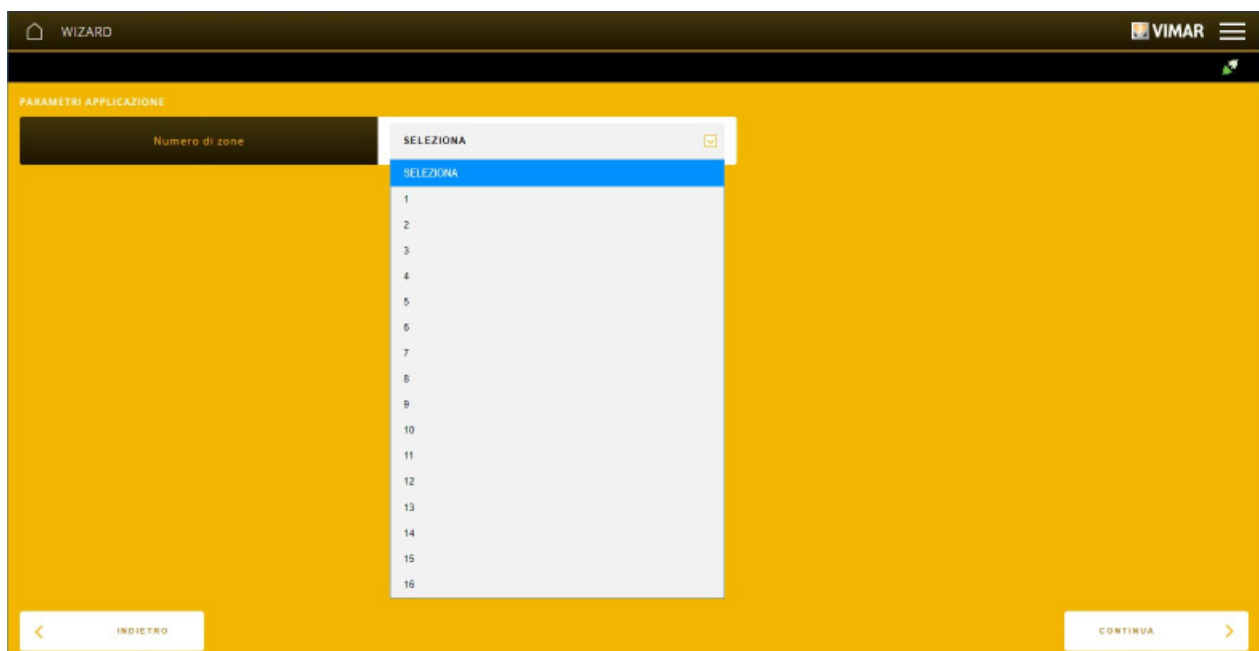 WIZARD
VIMAR
PARAMETRI APPLICAZIONE
Numero di zone
SELEZIONA
SELEZIONA
1
2
3
4
5
6
7
8
9
10
11
12
13
14
15
16
INDIETRO
CONTINUA